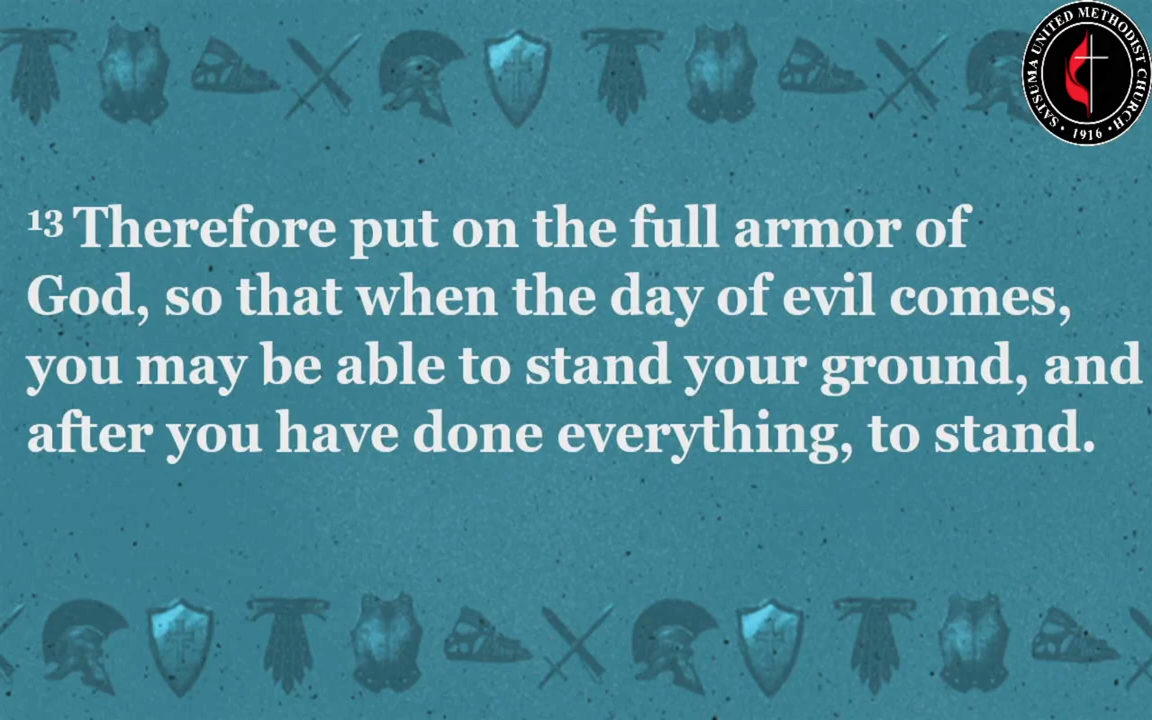 SATSUMA UNITED METHODIST CHURCH
• 1916 •
¹³ Therefore put on the full armor of
God, so that when the day of evil comes,
you may be able to stand your ground, and
after you have done everything, to stand.